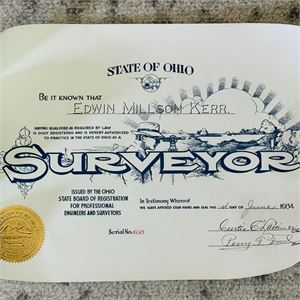 STATE OF OHIO
BE IT KNOWN THAT
EDWIN MILLSOM KERR.
HAVING QUALIFIED AS REQUIRED BY LAW
IS DULY REGISTERED AND IS HEREBY AUTHORIZED
TO PRACTICE IN THE STATE OF OHIO AS A
SURVEYOR
ISSUED BY THE OHIO
STATE BOARD OF REGISTRATION
FOR PROFESSIONAL
ENGINEERS AND SURVEYORS
In Testimony Whereof
WE HAVE AFFIXED OUR HAND AND SEAL THIS
DAY OF June 1934
Serial No. 659